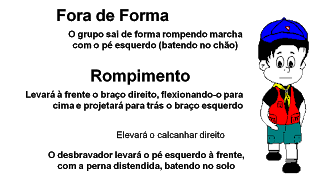 Fora de Forma
O grupo sai de forma rompendo marcha
com o pé esquerdo (batendo no chão)
Rompimento
Levará à frente o braço direito, flexionando-o para
cima e projetará para trás o braço esquerdo
Elevará o calcanhar direito
O desbravador levará o pé esquerdo à frente,
com a perna distendida, batendo no solo